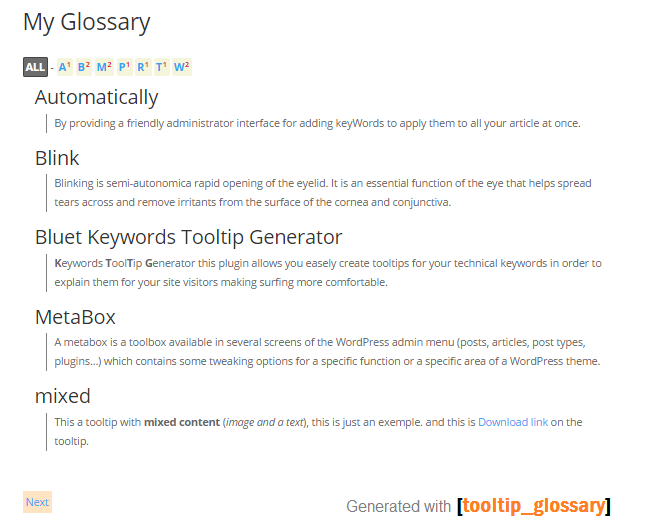 My Glossary
ALL - A1 B2 M2 P1 R1 T1 W2
Automatically
By providing a friendly administrator interface for adding keyWords to apply them to all your article at once.
Blink
Blinking is semi-autonomica rapid opening of the eyelid. It is an essential function of the eye that helps spread
tears across and remove irritants from the surface of the cornea and conjunctiva.
Bluet Keywords Tooltip Generator
Keywords ToolTip Generator this plugin allows you easely create tooltips for your technical keywords in order to
explain them for your site visitors making surfing more comfortable.
MetaBox
A metabox is a toolbox available in several screens of the WordPress admin menu (posts, articles, post types,
plugins...) which contains some tweaking options for a specific function or a specific area of a WordPress theme.
mixed
This a tooltip with mixed content (image and a text), this is just an exemple. and this is Download link on the
tooltip.
Next
Generated with [tooltip_glossary]